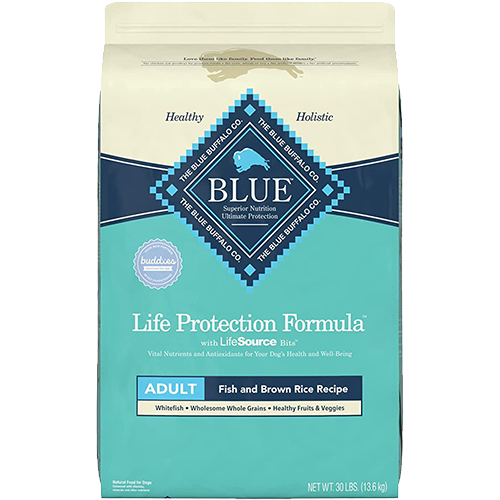 Love them like family. Feed them like family.™
Healthy Holistic
THE BLUE BUFFALO CO.
THE BLUE BUFFALO CO.
BLUE™
Superior Nutrition
Ultimate Protection
THE BLUE BUFFALO CO.
THE BLUE BUFFALO CO.
buddies
Life Protection Formula™
with LifeSource Bits™
Vital Nutrients and Antioxidants for Your Dog's Health and Well-Being
ADULT Fish and Brown Rice Recipe
Whitefish • Wholesome Whole Grains • Healthy Fruits & Veggies
Natural Food for Dogs
NET WT. 30 LBS. (13.6 kg)